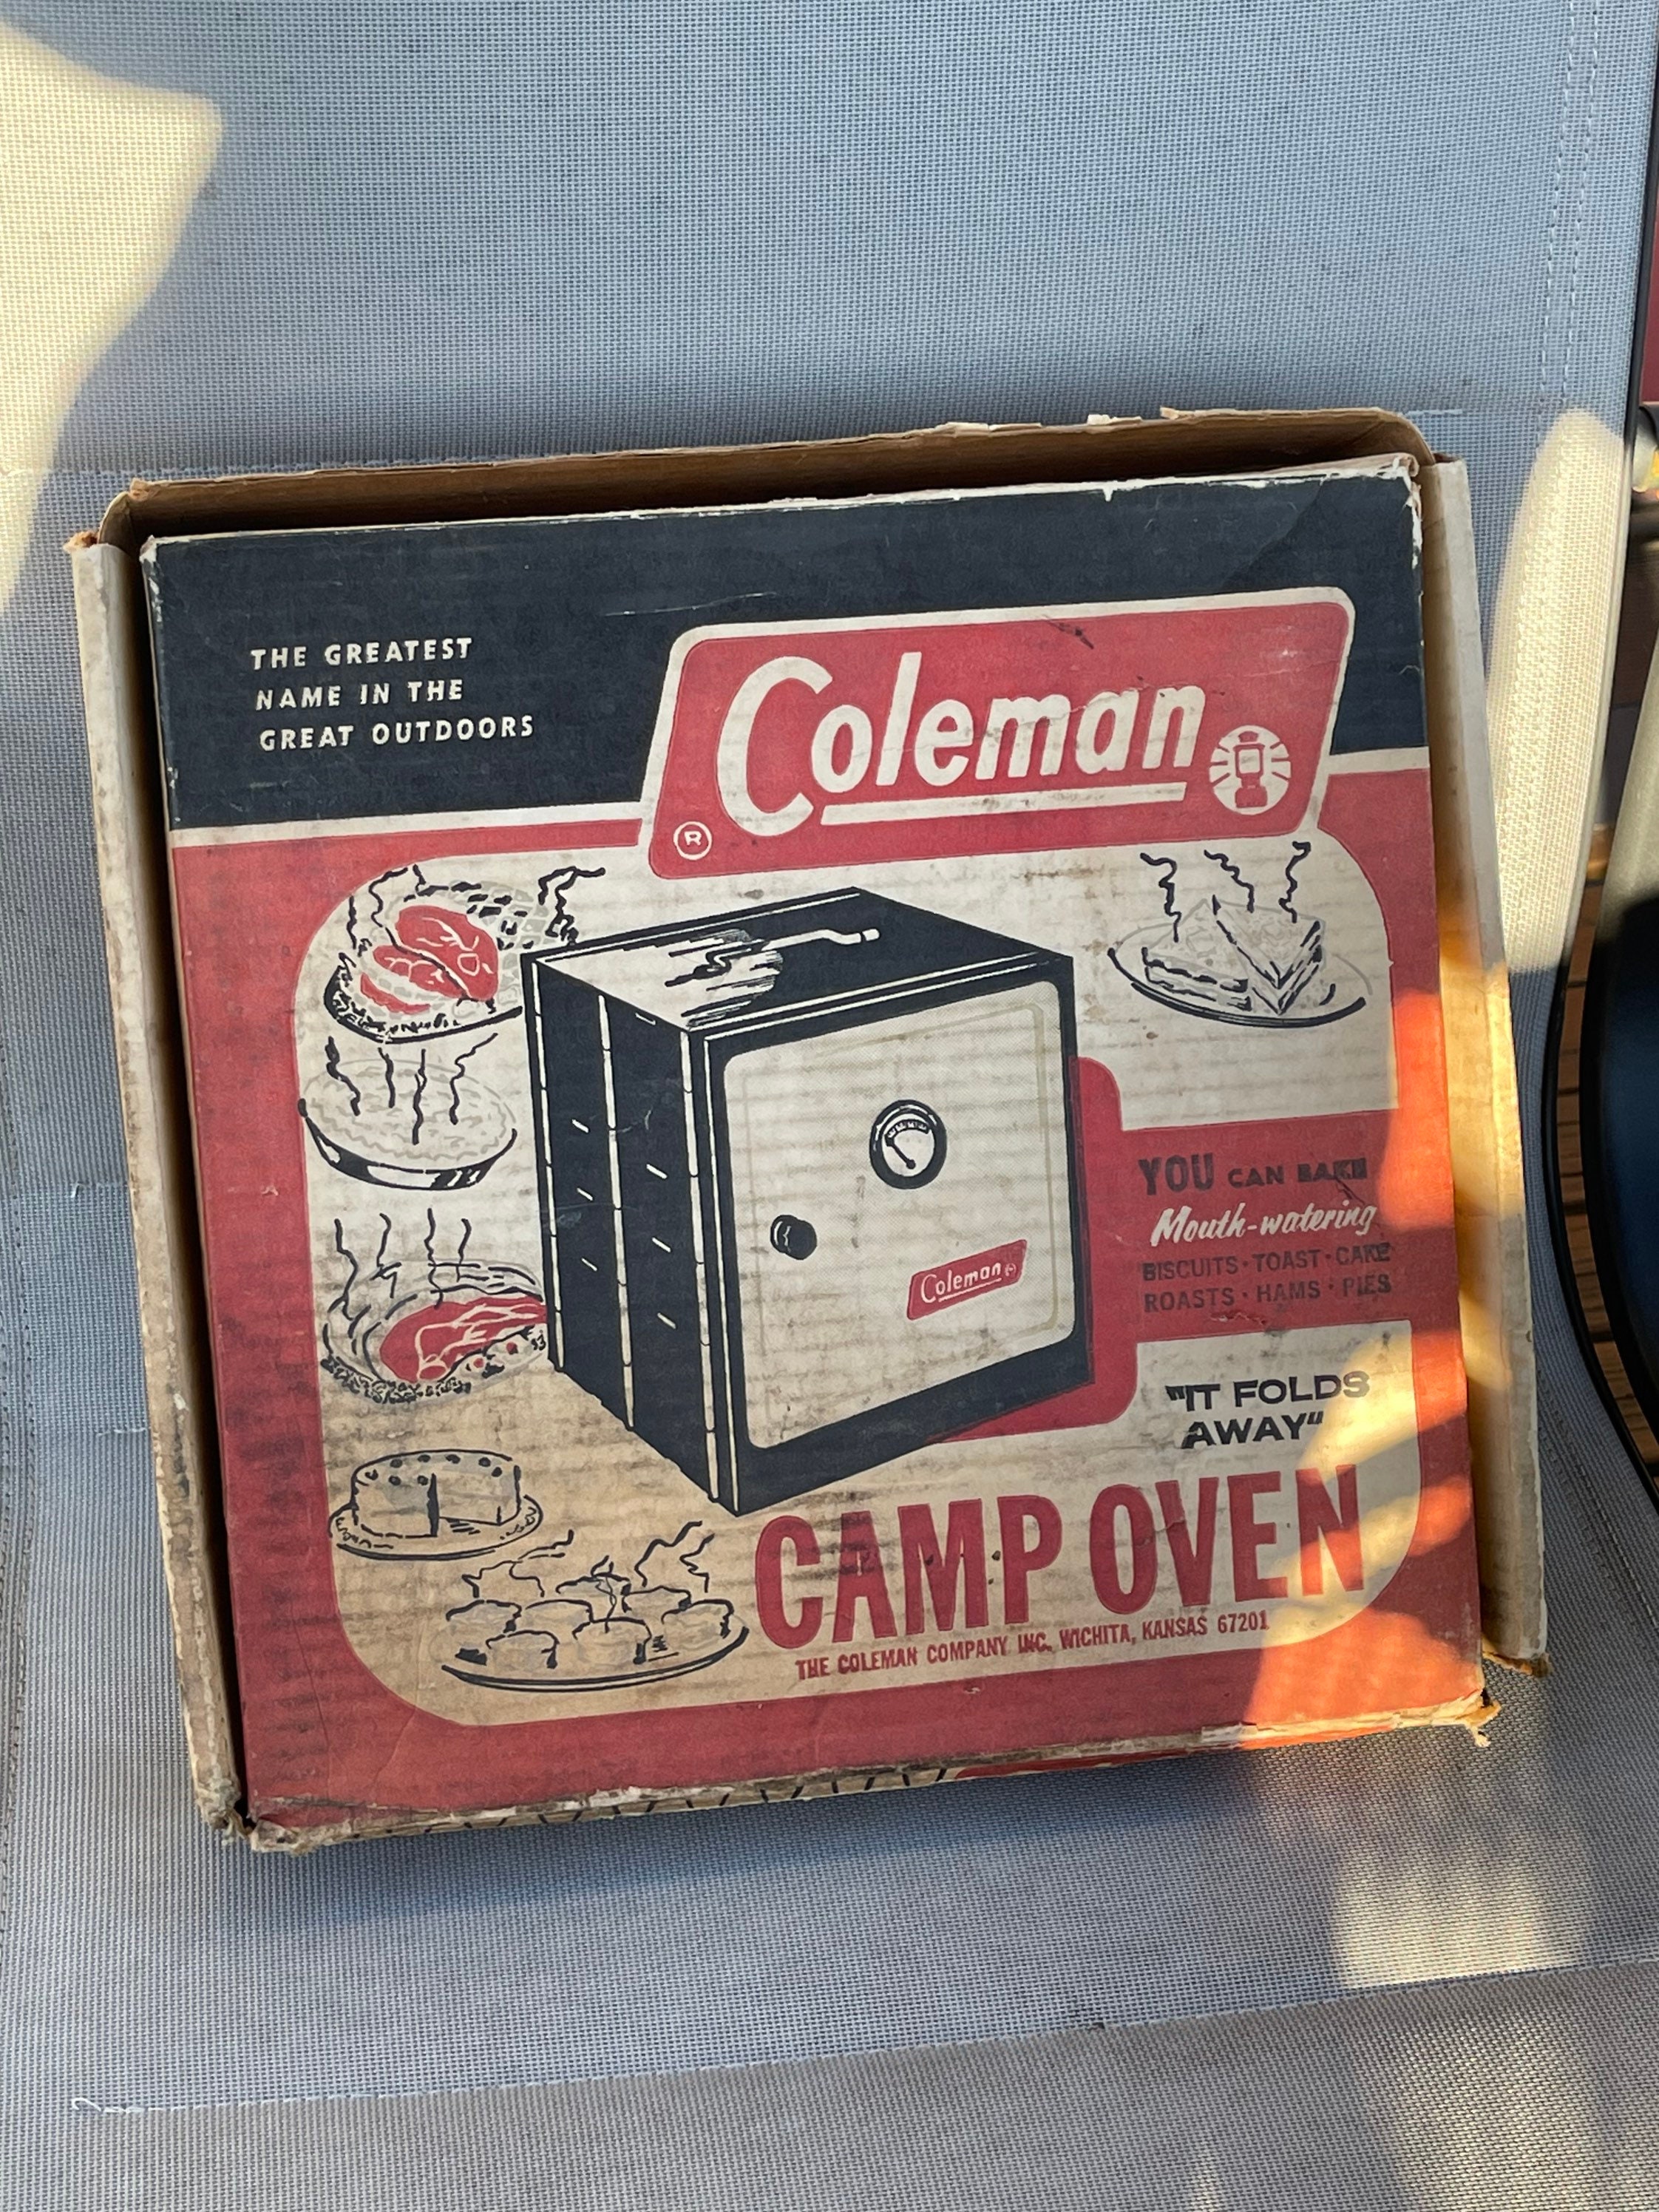 THE GREATEST
NAME IN THE
GREAT OUTDOORS
Coleman
®
Coleman
YOU CAN BAKE
Mouth-watering
BISCUITS · TOAST · CAKE
ROASTS · HAMS · PIES
"IT FOLDS
AWAY"
CAMP OVEN
THE COLEMAN COMPANY INC. WICHITA, KANSAS 67201